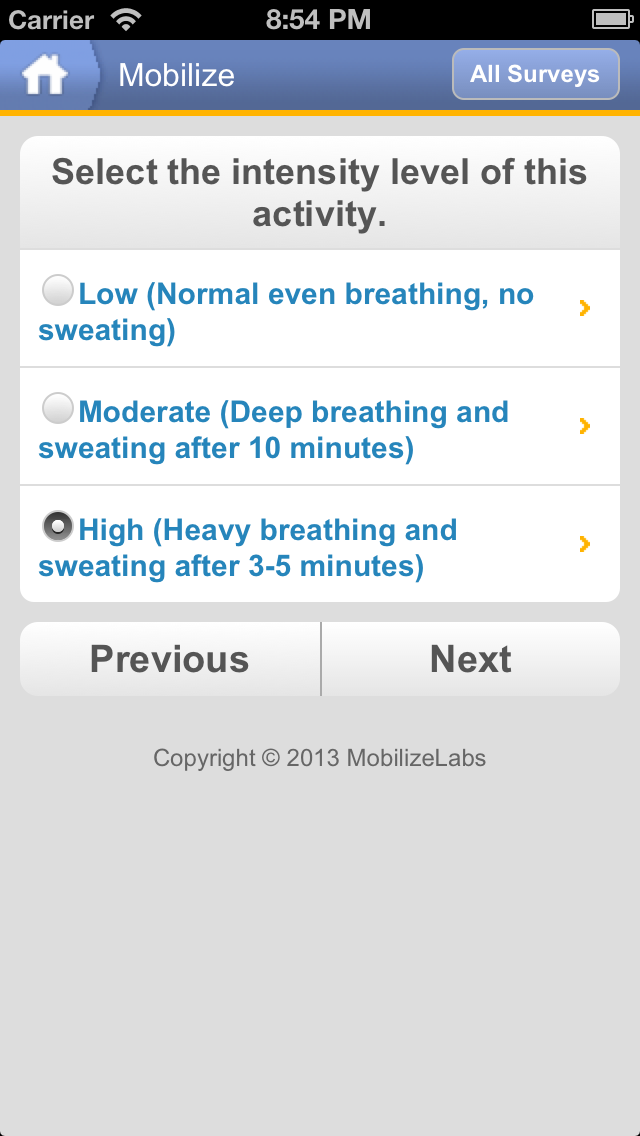 Carrier 8:54 PM
Mobilize All Surveys
Select the intensity level of this
activity.
Low (Normal even breathing, no
sweating)
Moderate (Deep breathing and
sweating after 10 minutes)
High (Heavy breathing and
sweating after 3-5 minutes)
Previous Next
Copyright © 2013 MobilizeLabs